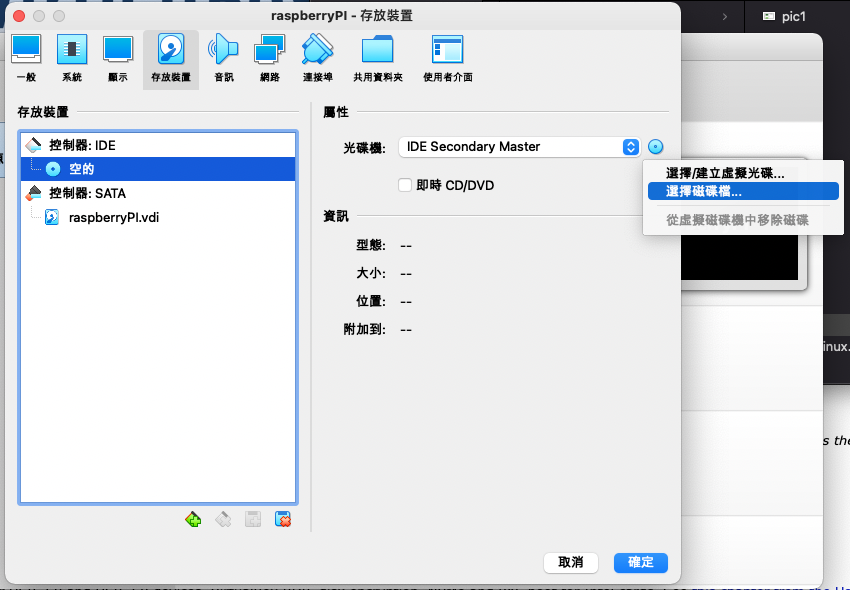 raspberryPI - 存放裝置
pic1
一般 系統 顯示 存放裝置 音訊 網路 連接埠 共用資料夾 使用者介面
存放裝置
控制器: IDE
空的
控制器: SATA
raspberryPI.vdi
屬性
光碟機: IDE Secondary Master
即時 CD/DVD
資訊
型態: --
大小: --
位置: --
附加到: --
選擇/建立虛擬光碟...
選擇磁碟檔...
從虛擬磁碟機中移除磁碟
inux.
s the
取消 確定